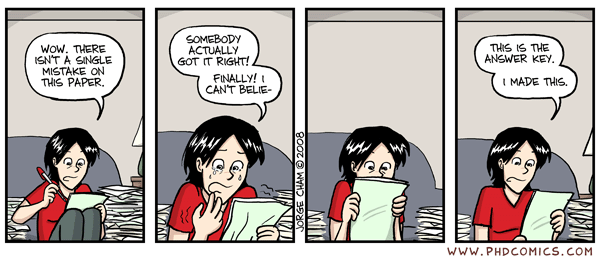 WOW. THERE
ISN'T A SINGLE
MISTAKE ON
THIS PAPER.
SOMEBODY
ACTUALLY
GOT IT RIGHT!
FINALLY! I
CAN'T BELIE-
JORGE CHAM © 2008
THIS IS THE
ANSWER KEY.
I MADE THIS.
WWW.PHDCOMICS.COM